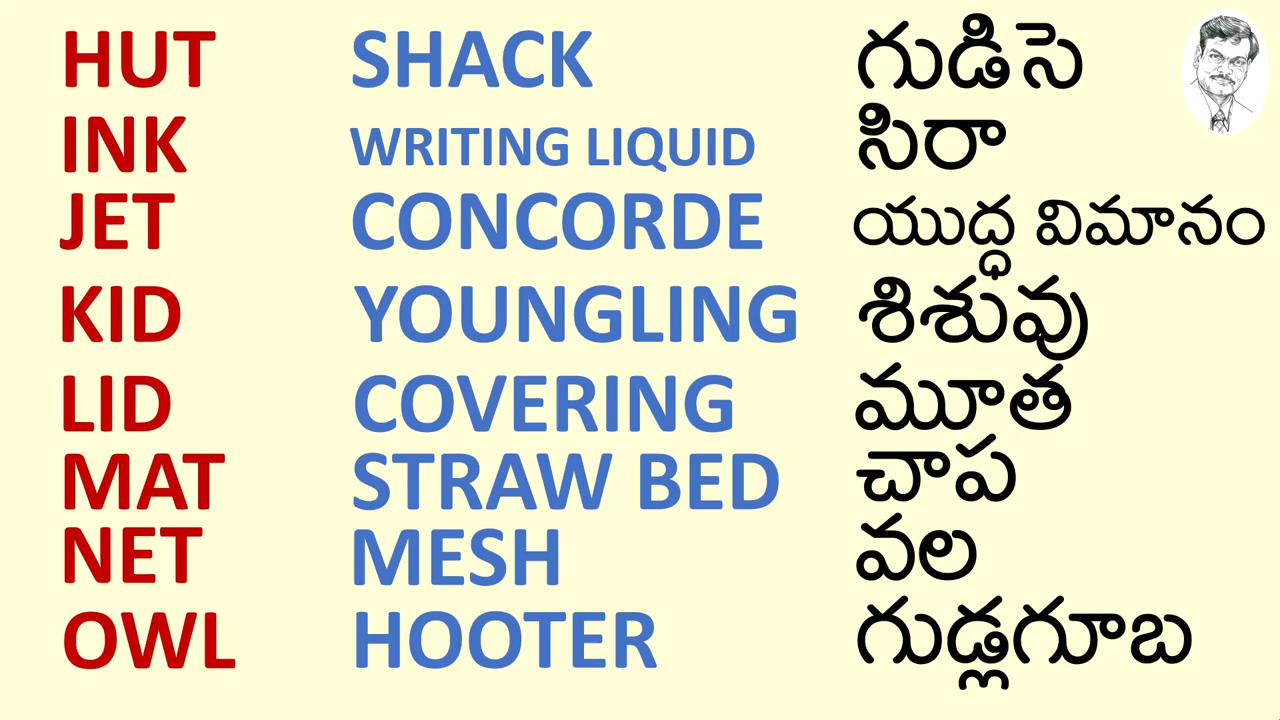 HUT SHACK గుడిసె
INK WRITING LIQUID సిరా
JET CONCORDE యుద్ధ విమానం
KID YOUNGLING శిశువు
LID COVERING మూత
MAT STRAW BED చాప
NET MESH వల
OWL HOOTER గుడ్లగూబ